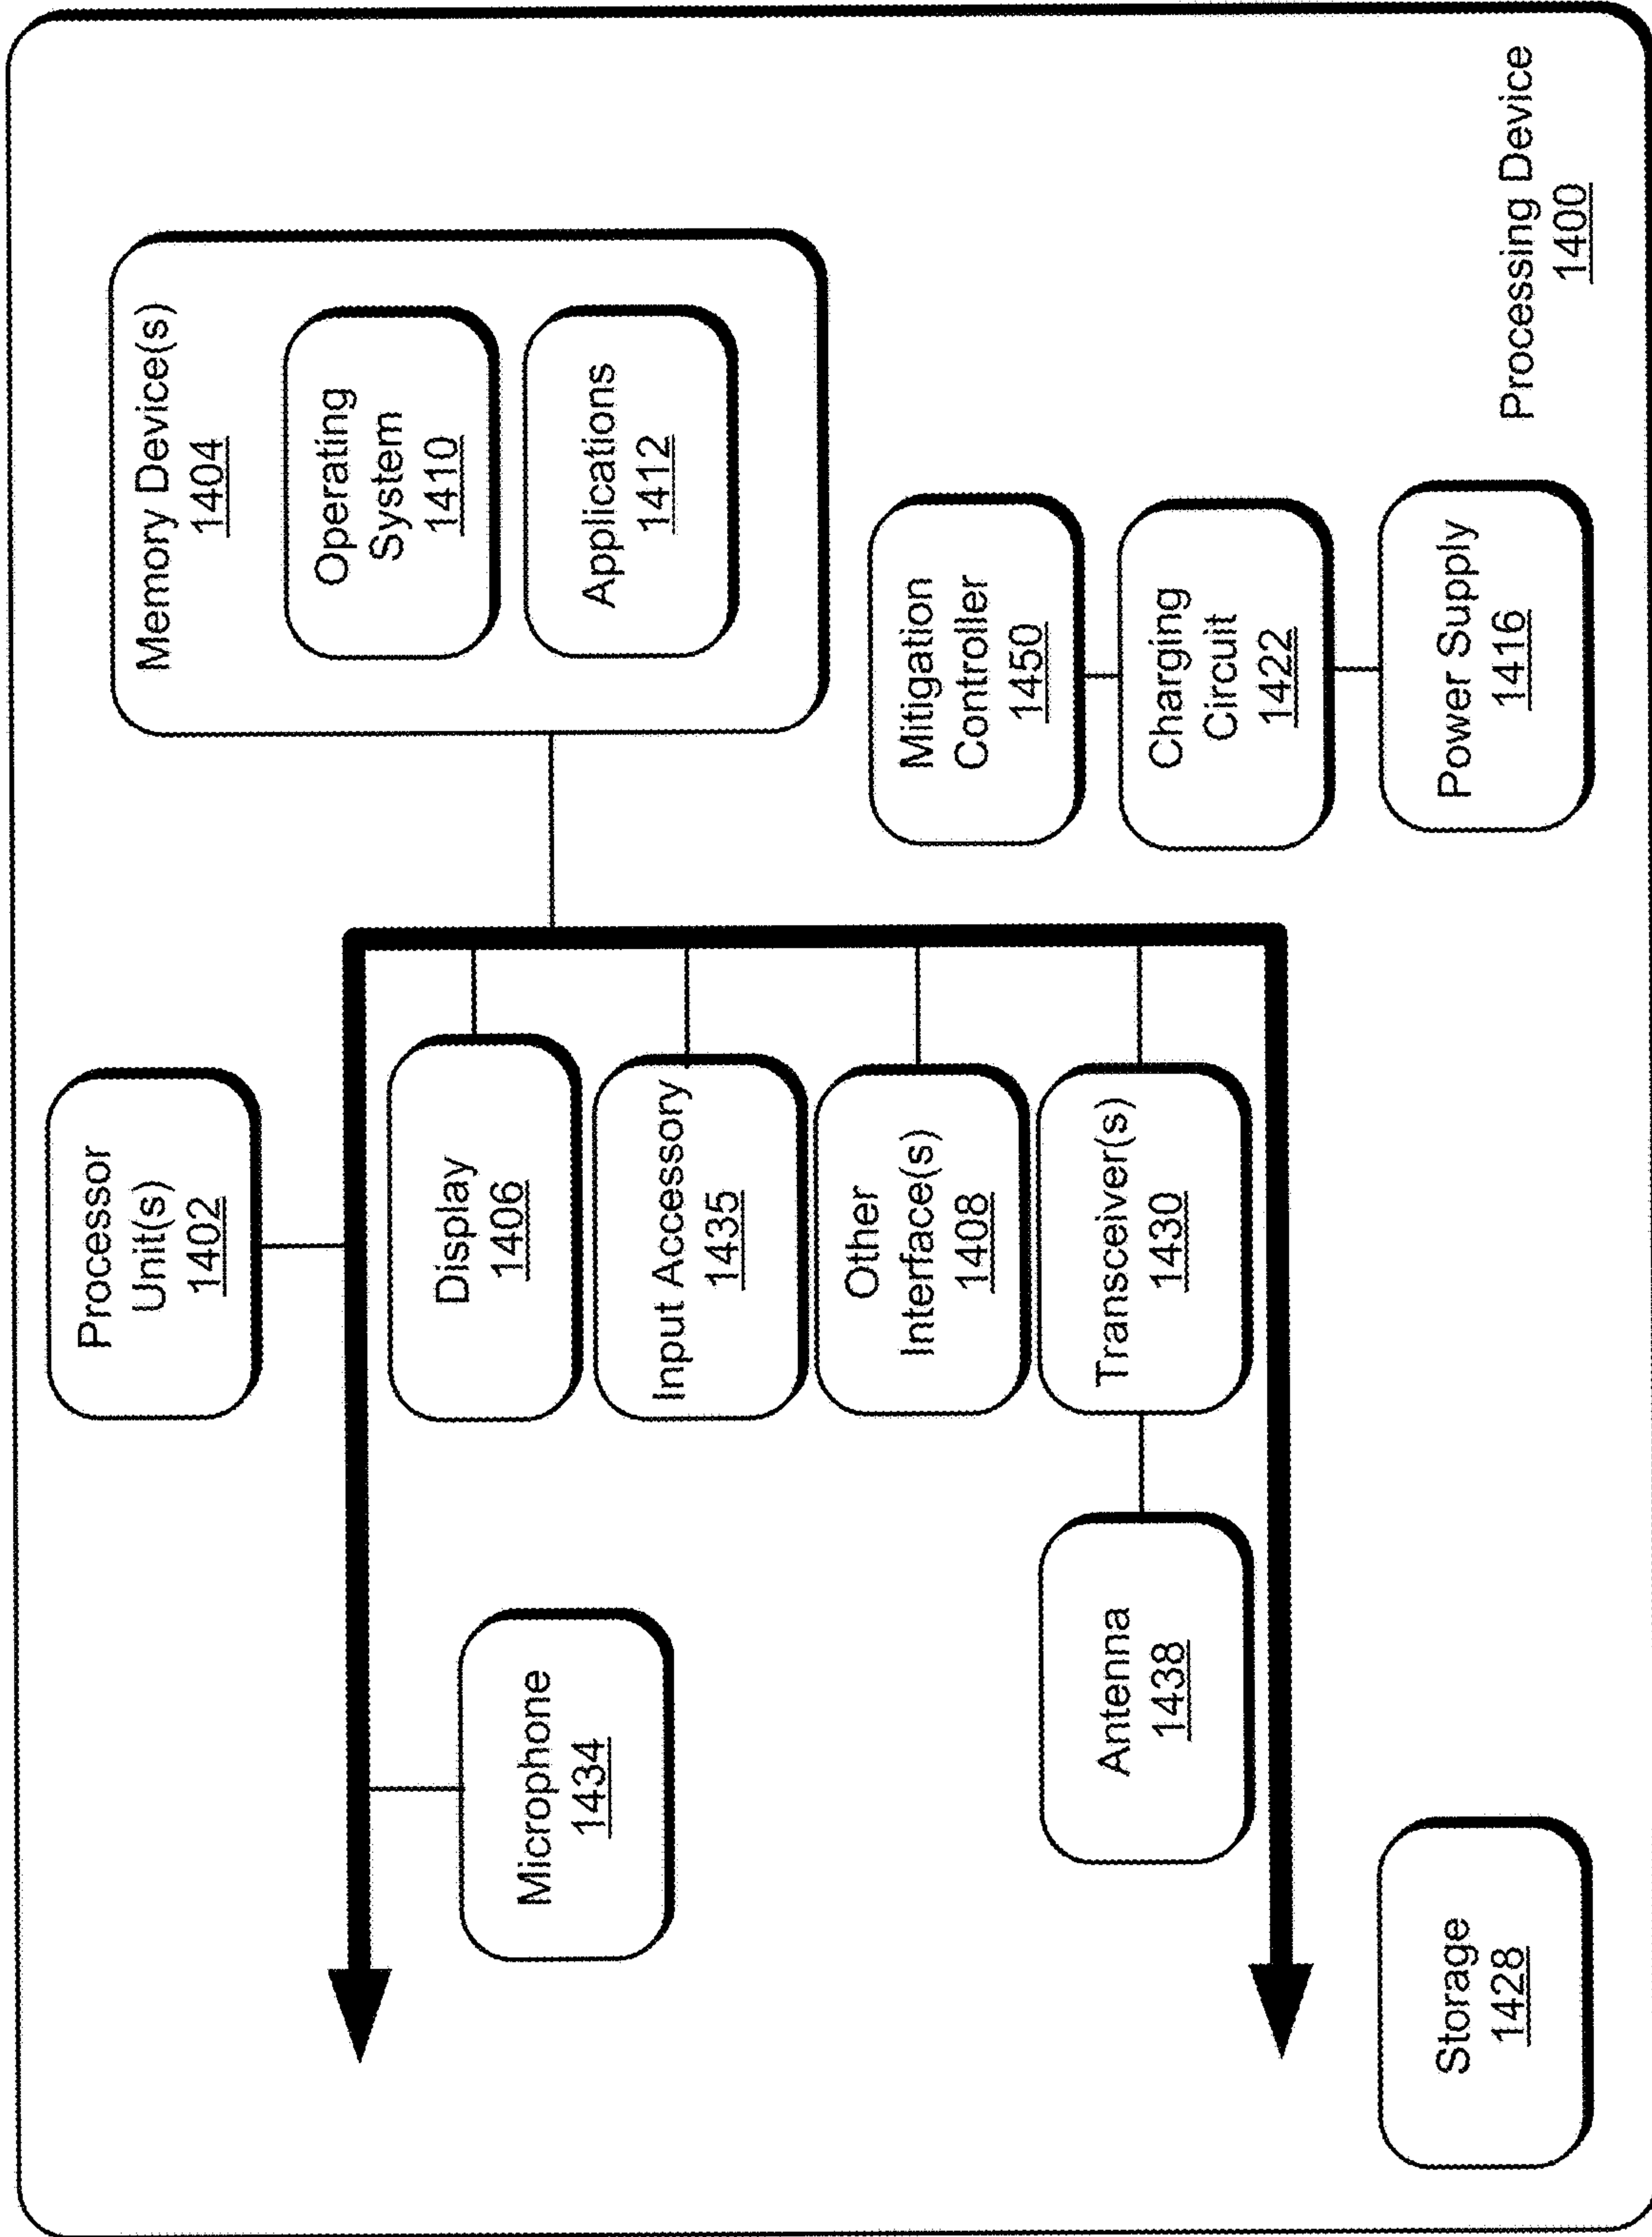 Processor
Unit(s)
1402
Memory Device(s)
1404
Operating
System
1410
Applications
1412
Microphone
1434
Display
1406
Input Accessory
1435
Other
Interface(s)
1408
Transceiver(s)
1430
Antenna
1438
Mitigation
Controller
1450
Charging
Circuit
1422
Power Supply
1416
Storage
1428
Processing Device
1400